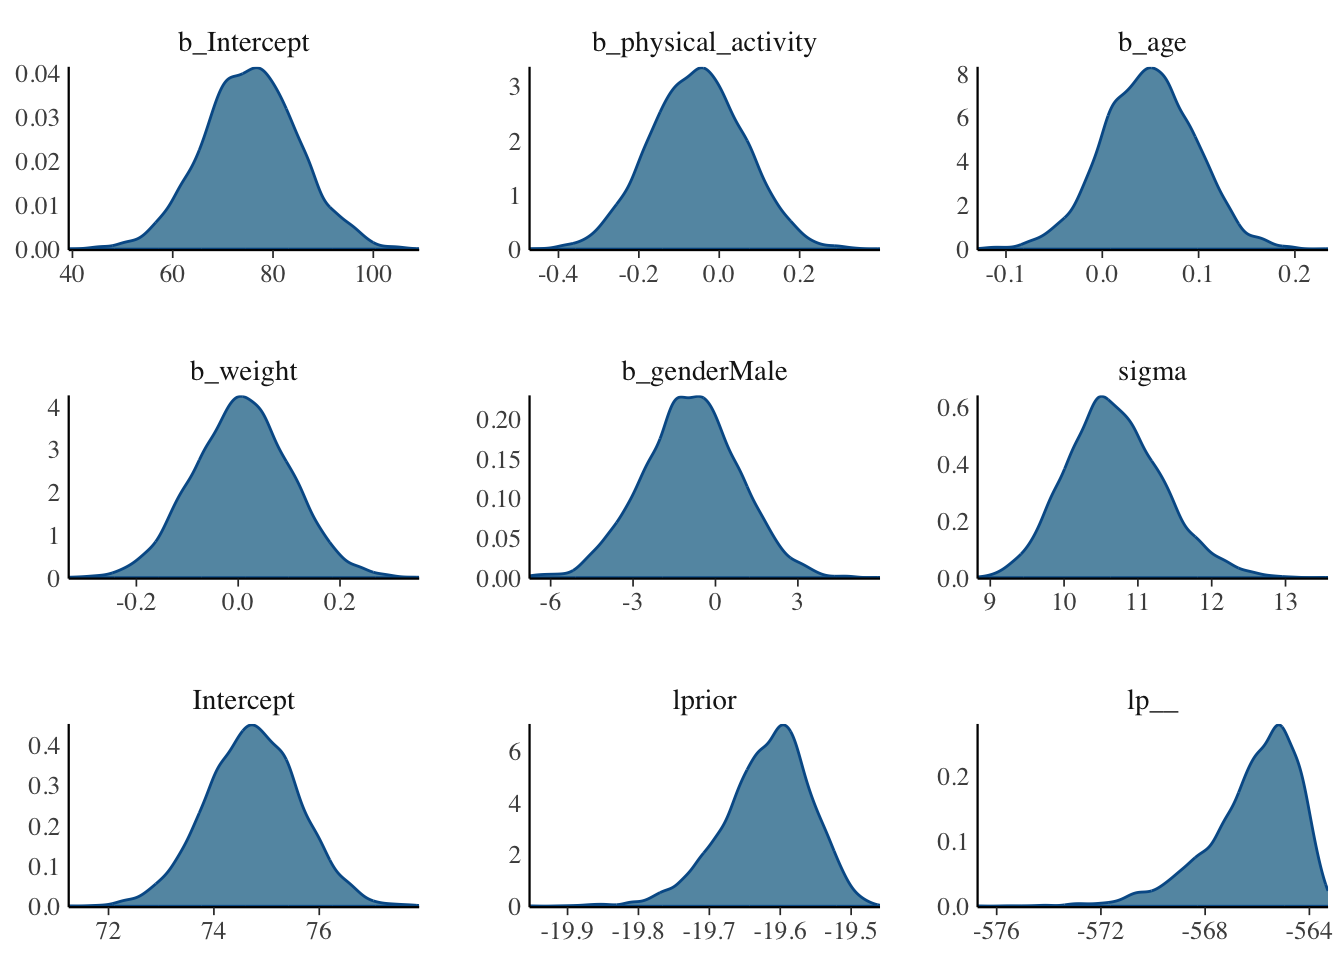 b_Intercept
0.04
0.03
0.02
0.01
0.00
40 60 80 100
b_physical_activity
3
2
1
0
-0.4 -0.2 0.0 0.2
b_age
8
6
4
2
0
-0.1 0.0 0.1 0.2
b_weight
4
3
2
1
0
-0.2 0.0 0.2
b_genderMale
0.20
0.15
0.10
0.05
0.00
-6 -3 0 3
sigma
0.6
0.4
0.2
0.0
9 10 11 12 13
Intercept
0.4
0.3
0.2
0.1
0.0
72 74 76
lprior
6
4
2
0
-19.9 -19.8 -19.7 -19.6 -19.5
lp__
0.2
0.1
0.0
-576 -572 -568 -564